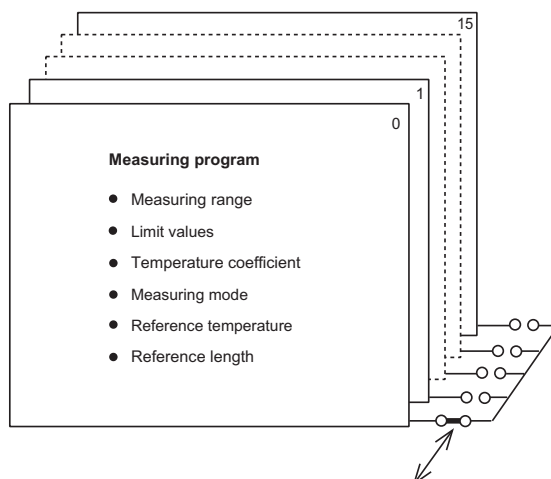 15
1
0
Measuring program
● Measuring range
● Limit values
● Temperature coefficient
● Measuring mode
● Reference temperature
● Reference length